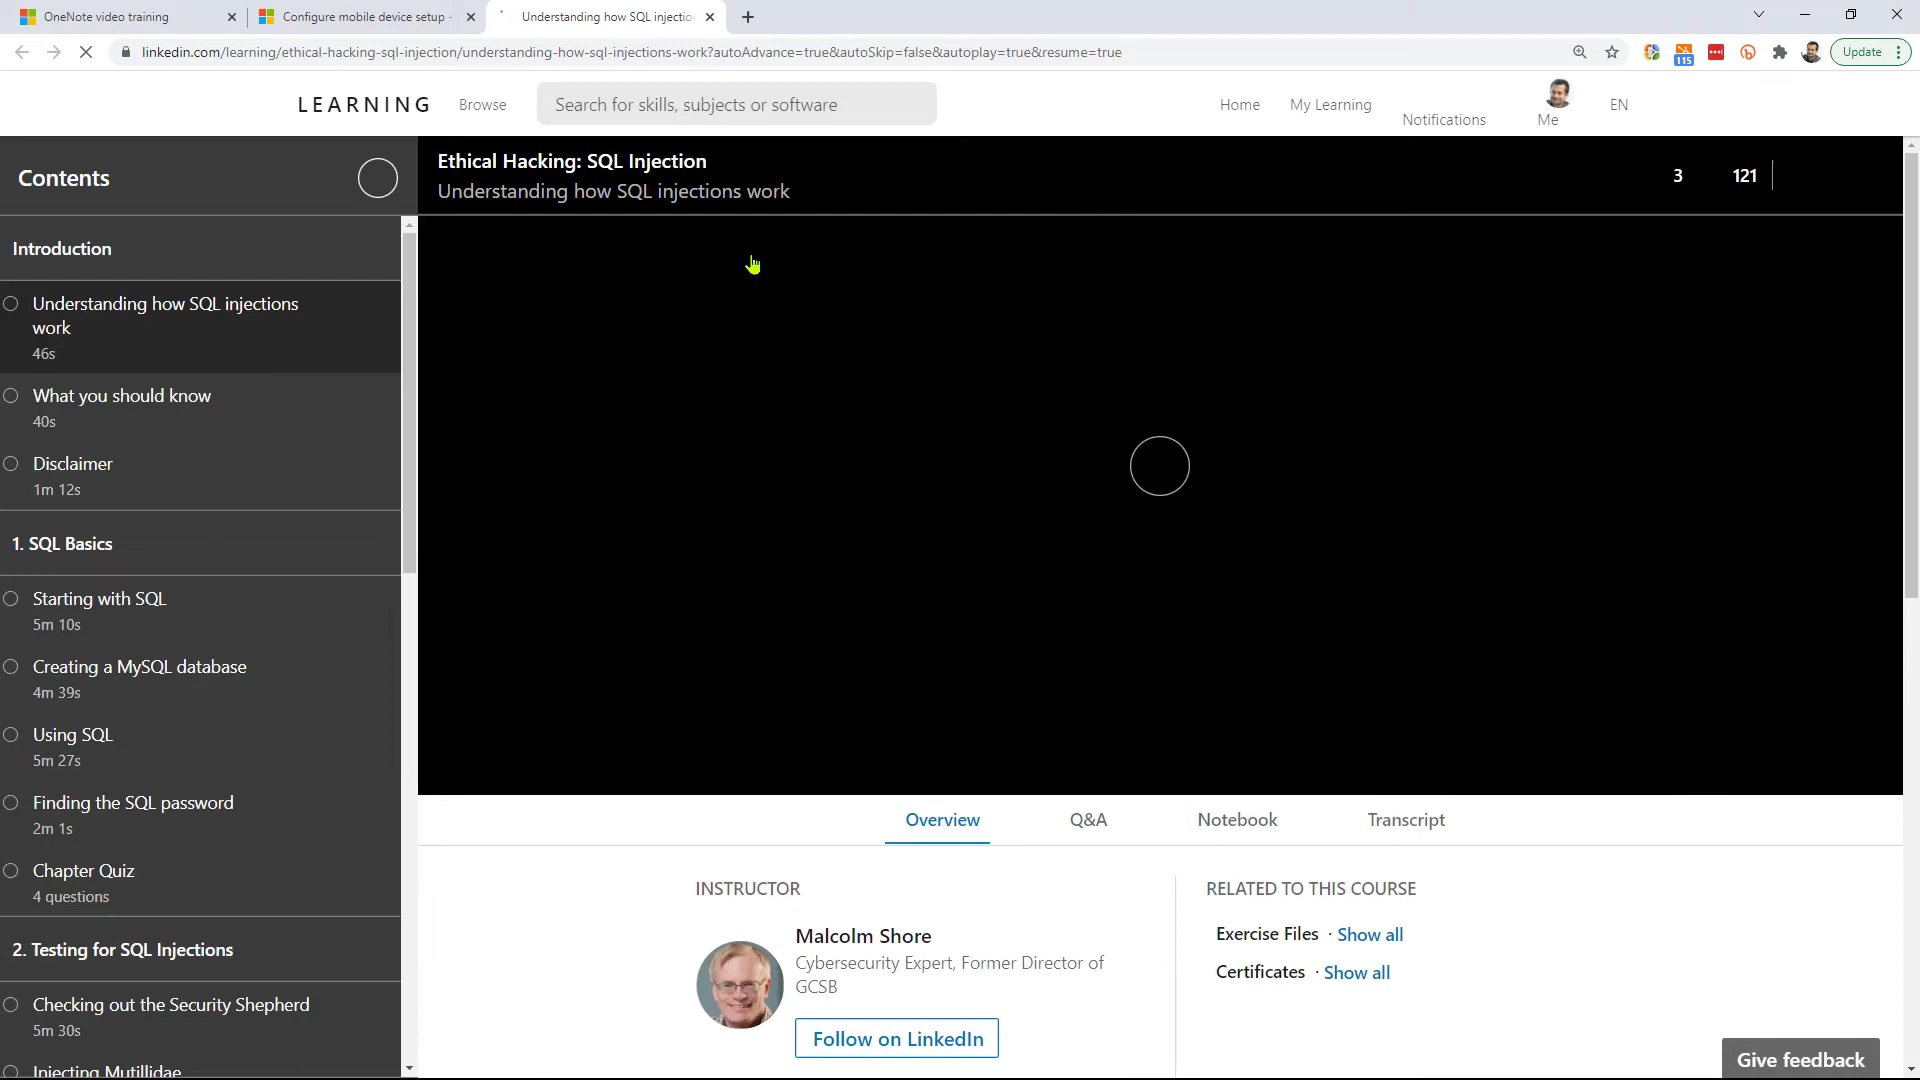 OneNote video training
Configure mobile device setup -
Understanding how SQL injectio
linkedin.com/learning/ethical-hacking-sql-injection/understanding-how-sql-injections-work?autoAdvance=true&autoSkip=false&autoplay=true&resume=true
115
Update
LEARNING
Browse
Search for skills, subjects or software
Home
My Learning
Notifications
Me
EN
Contents
Ethical Hacking: SQL Injection
Understanding how SQL injections work
3
121
Introduction
Understanding how SQL injections
work
46s
What you should know
40s
Disclaimer
1m 12s
1. SQL Basics
Starting with SQL
5m 10s
Creating a MySQL database
4m 39s
Using SQL
5m 27s
Finding the SQL password
2m 1s
Chapter Quiz
4 questions
2. Testing for SQL Injections
Checking out the Security Shepherd
5m 30s
Injecting Mutillidae
Overview
Q&A
Notebook
Transcript
INSTRUCTOR
Malcolm Shore
Cybersecurity Expert, Former Director of
GCSB
Follow on LinkedIn
RELATED TO THIS COURSE
Exercise Files · Show all
Certificates · Show all
Give feedback